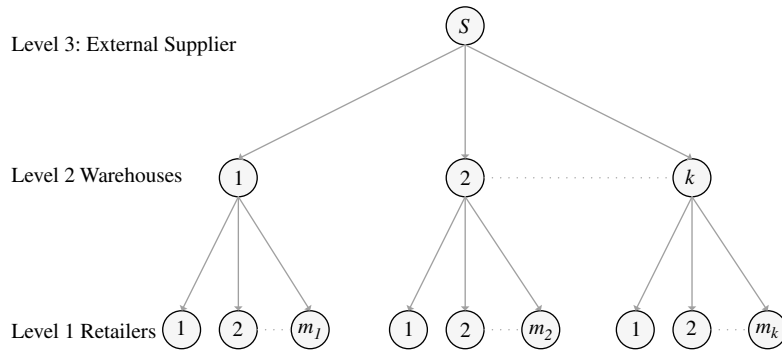 S
Level 3: External Supplier
Level 2 Warehouses
1
2
k
Level 1 Retailers
1
2
m1
1
2
m2
1
2
mk